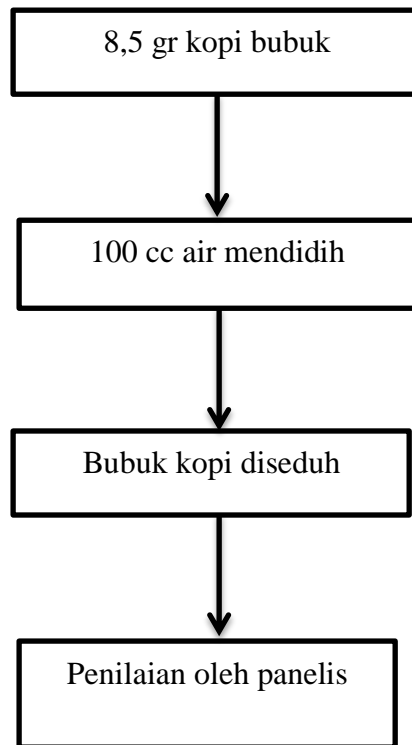 8,5 gr kopi bubuk
100 cc air mendidih
Bubuk kopi diseduh
Penilaian oleh panelis